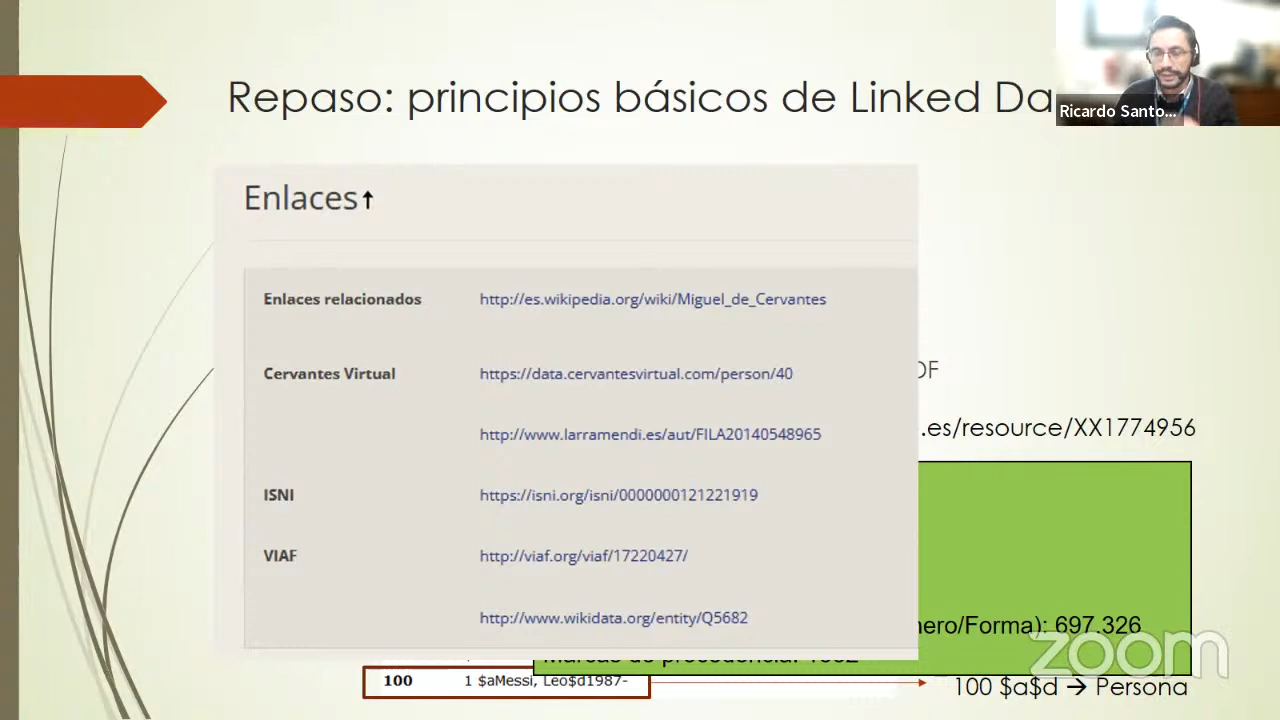 Repaso: principios básicos de Linked Da
Ricardo Santo...
Enlaces
Enlaces relacionados http://es.wikipedia.org/wiki/Miguel_de_Cervantes
Cervantes Virtual https://data.cervantesvirtual.com/person/40
http://www.larramendi.es/aut/FILA20140548965
.es/resource/XX1774956
ISNI https://isni.org/isni/0000000121221919
VIAF http://viaf.org/viaf/17220427/
http://www.wikidata.org/entity/Q5682
nero/Forma): 697.326
zoom
100 1 $aMessi, Leo$d1987-
100 $a$d → Persona